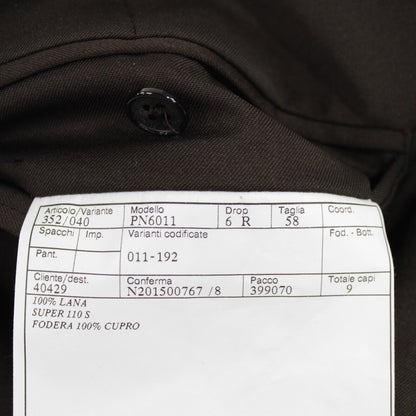 Articolo/Variante Modello Drop Taglia Coord.
352/040 PN6011 6 R 58
Spacchi Imp. Varianti codificate Fod. - Bott.
Pant. 011-192
Cliente/dest. Conferma Pacco Totale capi
40429 N201500767 /8 399070 9
100% LANA
SUPER 110 S
FODERA 100% CUPRO